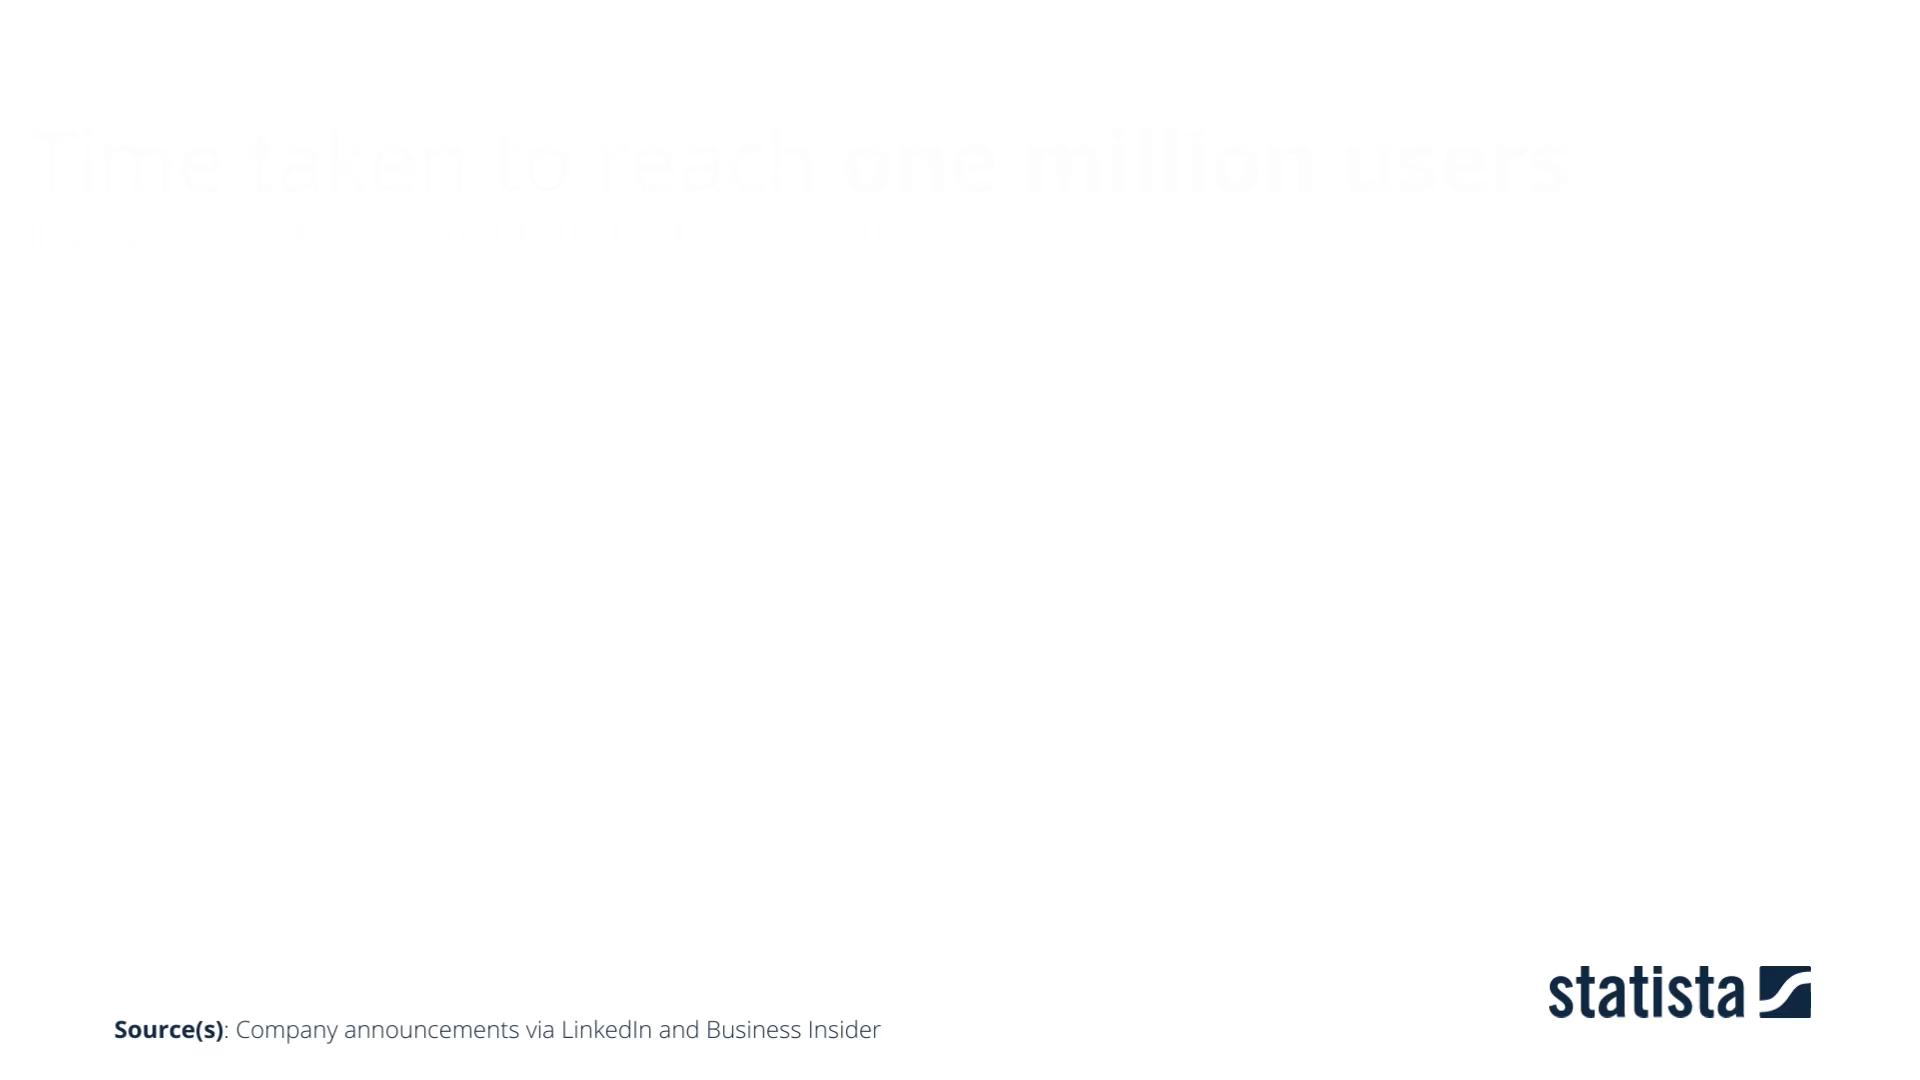 Time taken to reach one million users
statista
Source(s): Company announcements via LinkedIn and Business Insider